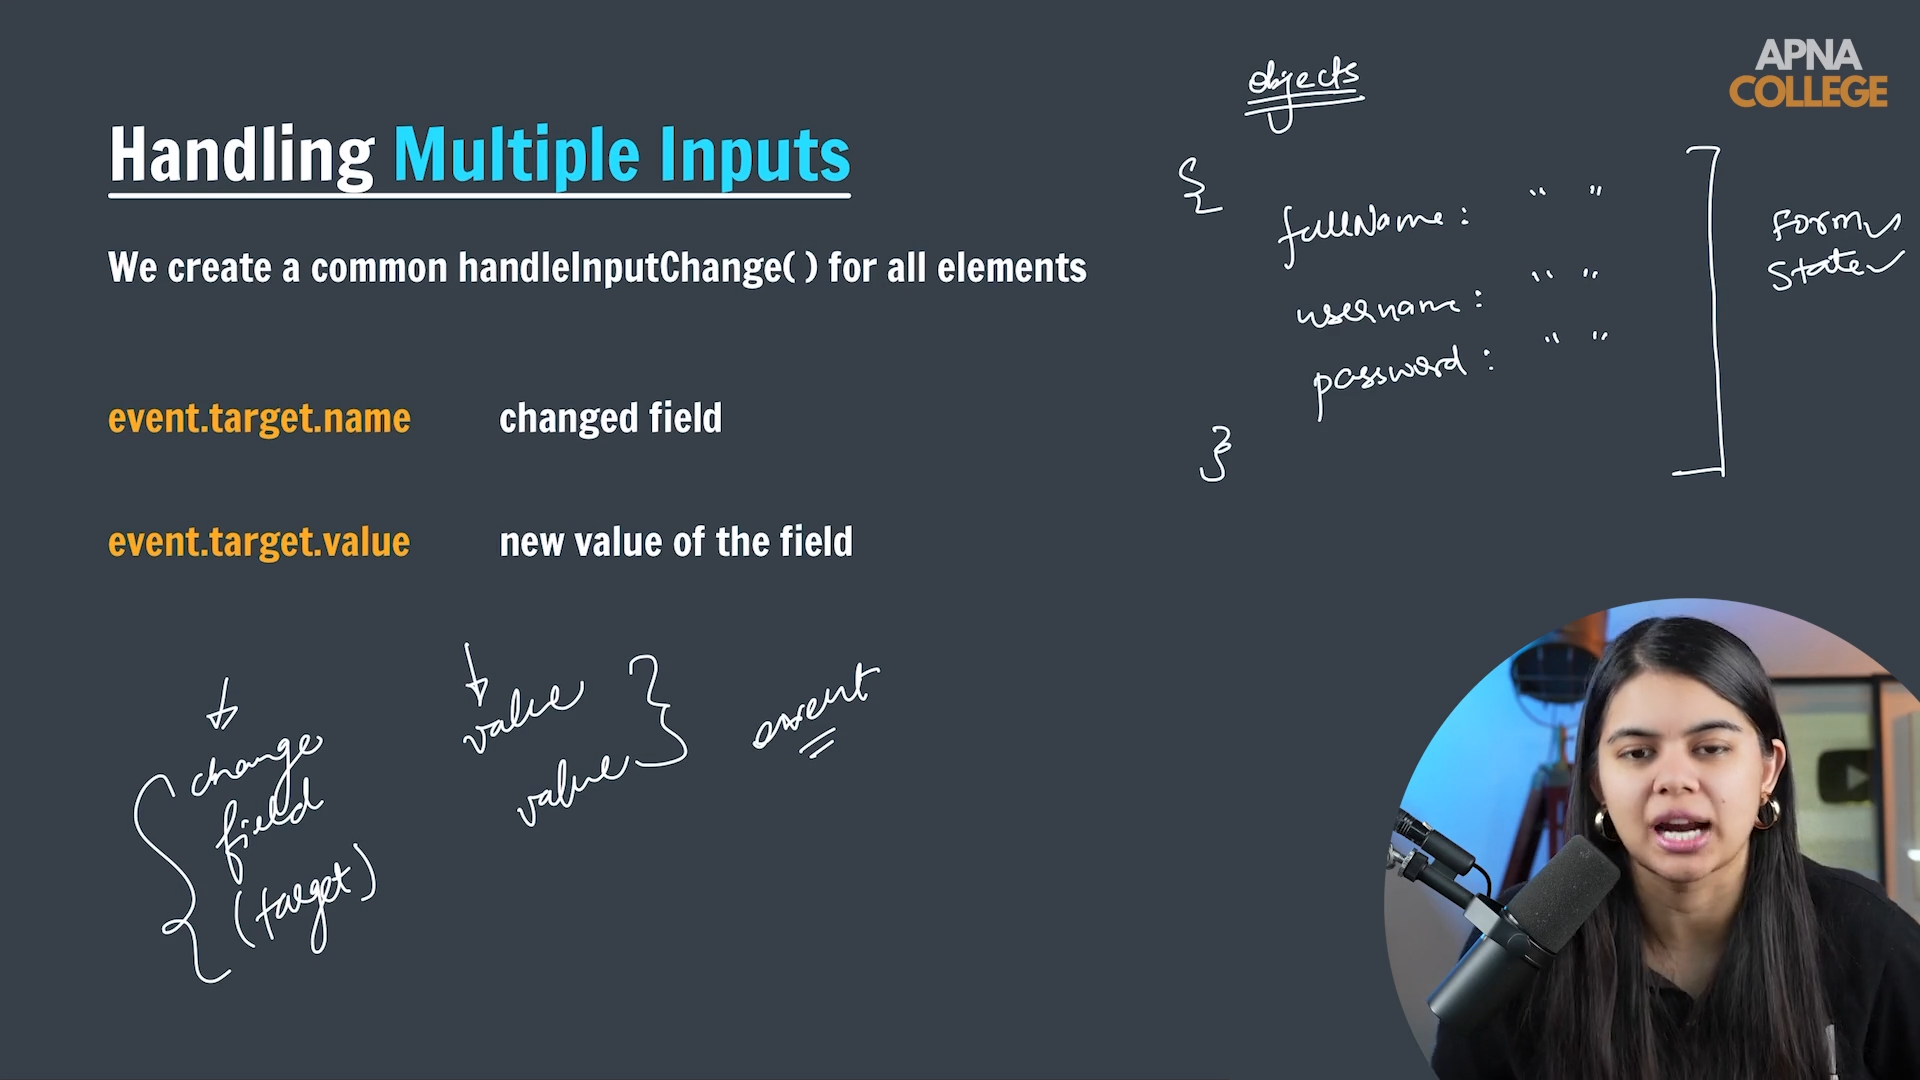 APNA
COLLEGE
Handling Multiple Inputs
We create a common handleInputChange( ) for all elements
event.target.name changed field
event.target.value new value of the field
objects
{
fullName : " "
username : " "
password : " "
}
Form
State
change
field
(target)
value
value
event